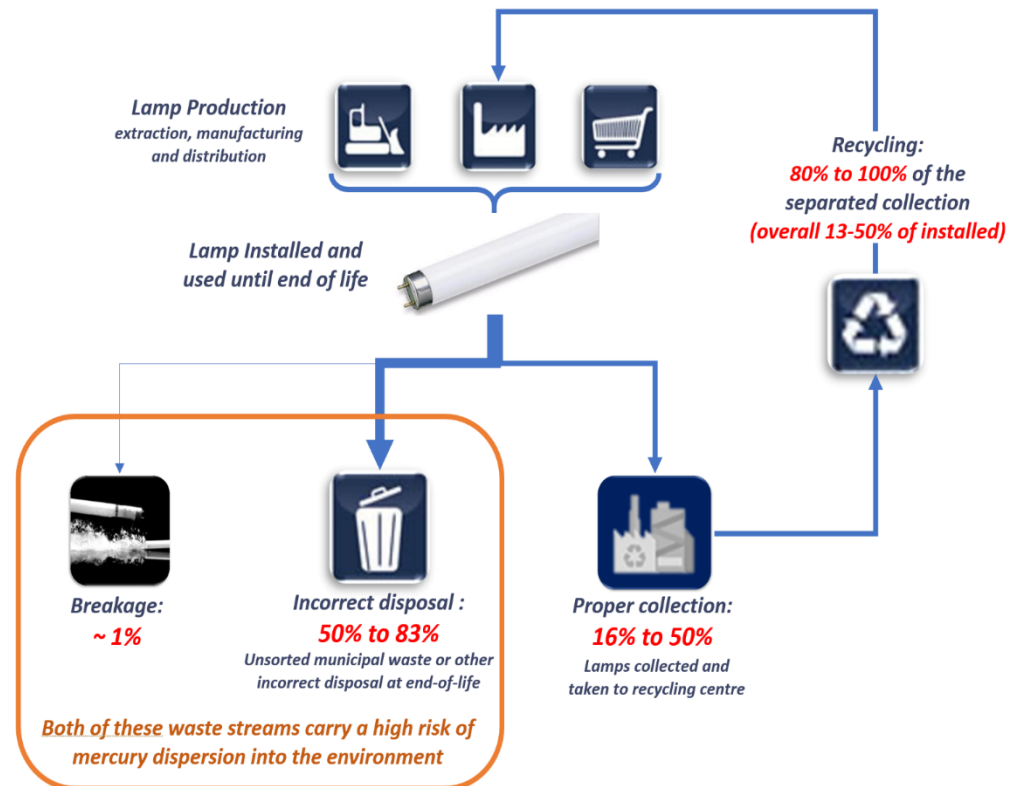 Lamp Production
extraction, manufacturing
and distribution
Recycling:
80% to 100% of the
separated collection
(overall 13-50% of installed)
Lamp Installed and
used until end of life
Breakage:
~ 1%
Incorrect disposal :
50% to 83%
Unsorted municipal waste or other
incorrect disposal at end-of-life
Proper collection:
16% to 50%
Lamps collected and
taken to recycling centre
Both of these waste streams carry a high risk of
mercury dispersion into the environment